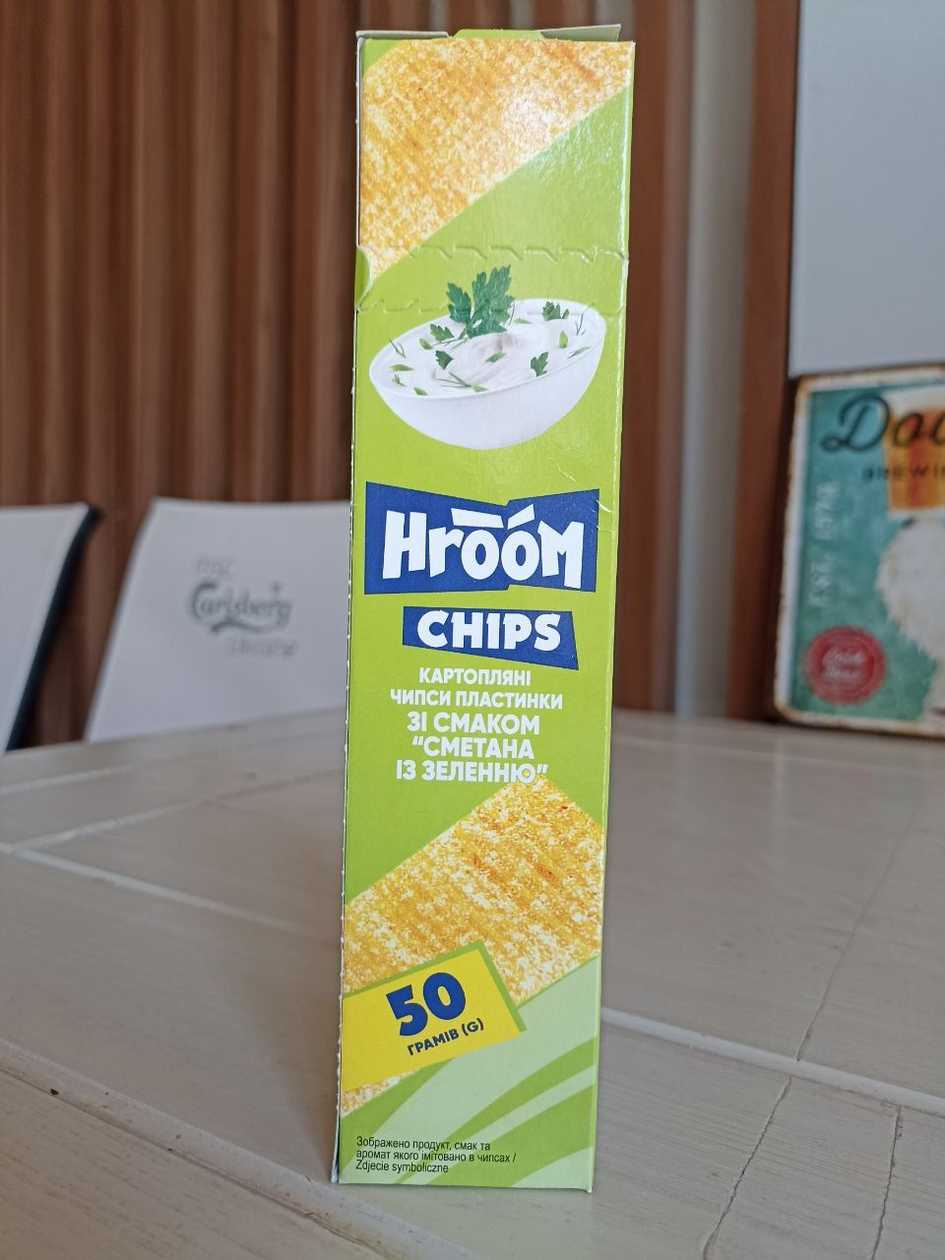 HROOM
CHIPS
КАРТОПЛЯНІ
ЧИПСИ ПЛАСТИНКИ
ЗІ СМАКОМ
“СМЕТАНА
ІЗ ЗЕЛЕННЮ”
50
ГРАМІВ (G)
Зображено продукт, смак та
аромат якого імітовано в чипсах /
Zdjecie symboliczne
Carlsberg